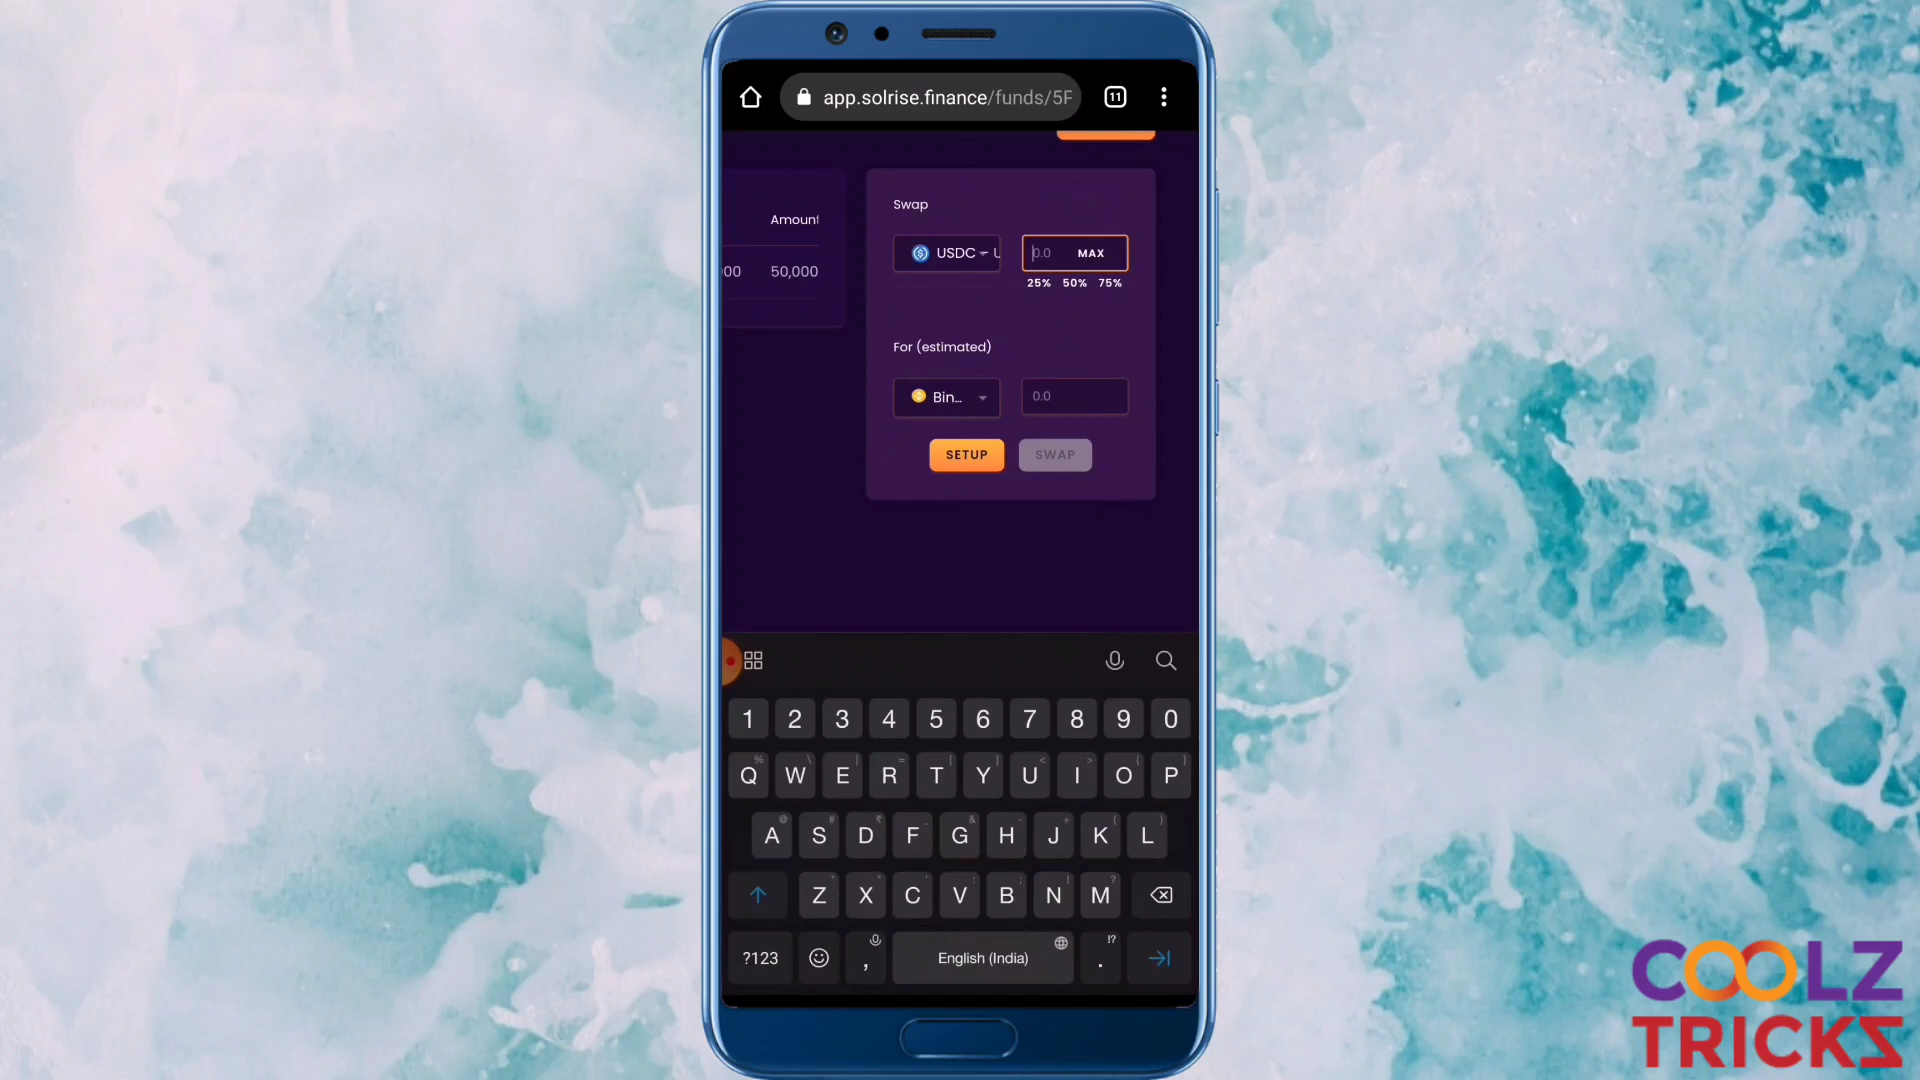 app.solrise.finance/funds/5F
11
Swap
Amount
USDC - U
0.0
MAX
00
50,000
25% 50% 75%
For (estimated)
Bin...
0.0
SETUP
SWAP
1 2 3 4 5 6 7 8 9 0
Q W E R T Y U I O P
A S D F G H J K L
Z X C V B N M
?123
,
English (India)
!?
.
COOLZ
TRICKS